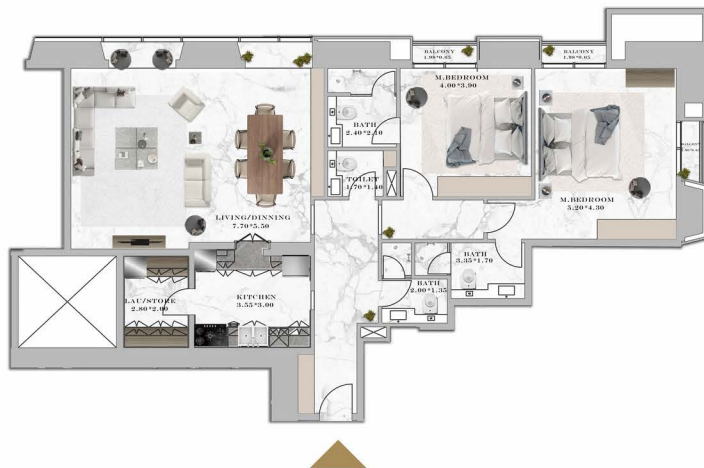 BALCONY
1.90*0.65
BALCONY
1.90*0.65
M.BEDROOM
4.00*3.90
BATH
2.40*2.10
TOILET
1.70*1.40
M.BEDROOM
5.20*4.30
LIVING/DINNING
7.70*5.50
BATH
3.35*1.70
BATH
2.00*1.35
LAU/STORE
2.80*2.00
KITCHEN
3.55*3.00